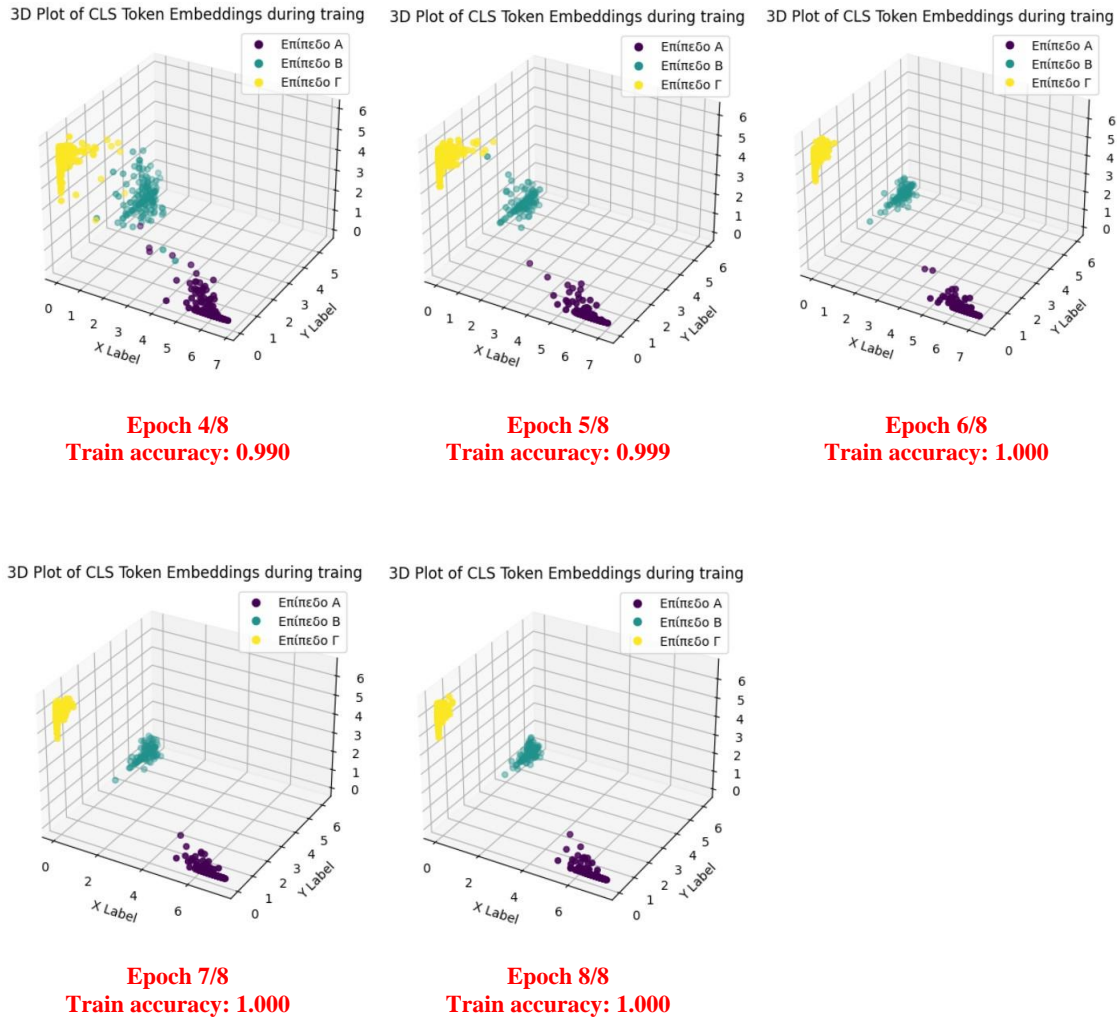 3D Plot of CLS Token Embeddings during traing
Επίπεδο Α
Επίπεδο Β
Επίπεδο Γ
6
5
4
3
2
1
0
0
1
2
3
4
5
6
7
X Label
0
1
2
3
4
5
Y Label
Epoch 4/8
Train accuracy: 0.990
3D Plot of CLS Token Embeddings during traing
Επίπεδο Α
Επίπεδο Β
Επίπεδο Γ
6
5
4
3
2
1
0
0
1
2
3
4
5
6
7
X Label
0
1
2
3
4
5
6
Y Label
Epoch 5/8
Train accuracy: 0.999
3D Plot of CLS Token Embeddings during traing
Επίπεδο Α
Επίπεδο Β
Επίπεδο Γ
6
5
4
3
2
1
0
0
1
2
3
4
5
6
7
X Label
0
1
2
3
4
5
6
Y Label
Epoch 6/8
Train accuracy: 1.000
3D Plot of CLS Token Embeddings during traing
Επίπεδο Α
Επίπεδο Β
Επίπεδο Γ
6
5
4
3
2
1
0
0
2
4
6
X Label
0
1
2
3
4
5
6
Y Label
Epoch 7/8
Train accuracy: 1.000
3D Plot of CLS Token Embeddings during traing
Επίπεδο Α
Επίπεδο Β
Επίπεδο Γ
6
5
4
3
2
1
0
0
2
4
6
X Label
0
1
2
3
4
5
6
Y Label
Epoch 8/8
Train accuracy: 1.000